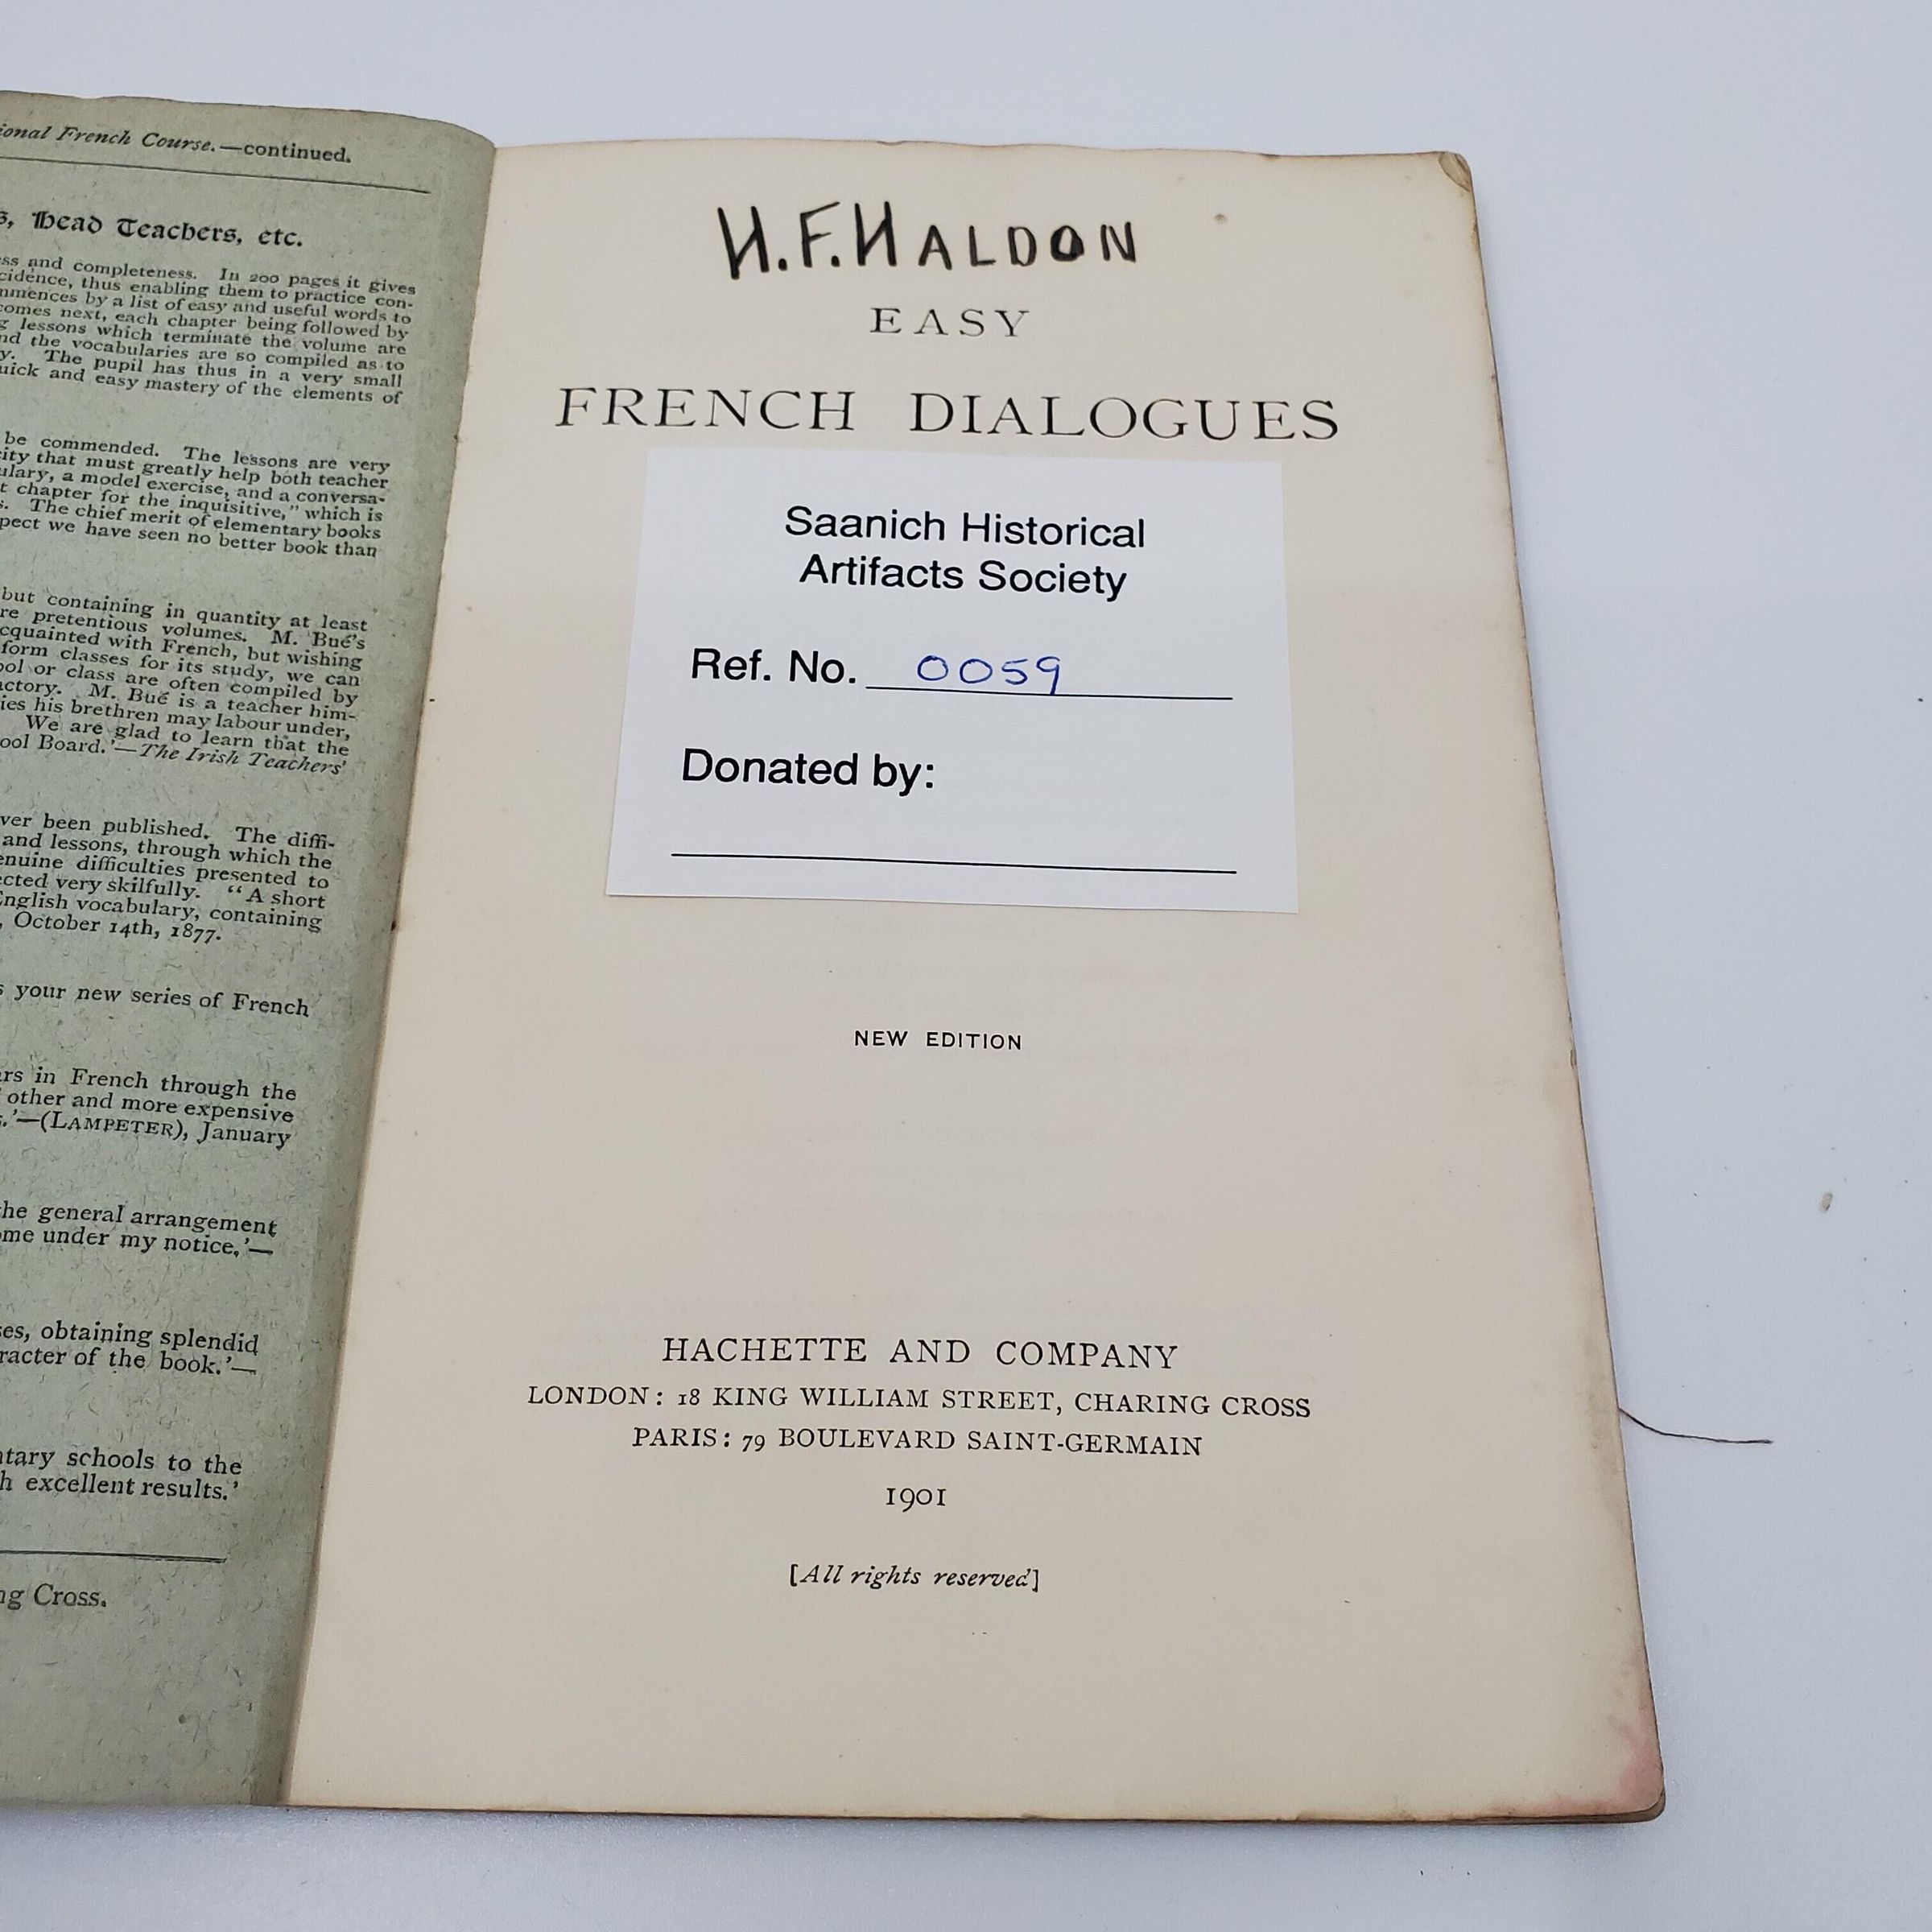 ional French Course.—continued.
s, Head Teachers, etc.
ss and completeness. In 200 pages it gives
cidence, thus enabling them to practice con-
mmences by a list of easy and useful words to
comes next, each chapter being followed by
g lessons which terminate the volume are
nd the vocabularies are so compiled as to
y. The pupil has thus in a very small
uick and easy mastery of the elements of
be commended. The lessons are very
city that must greatly help both teacher
ulary, a model exercise, and a conversa-
t chapter for the inquisitive," which is
s. The chief merit of elementary books
pect we have seen no better book than
but containing in quantity at least
re pretentious volumes. M. Bué's
cquainted with French, but wishing
form classes for its study, we can
ool or class are often compiled by
actory. M. Bué is a teacher him-
ies his brethren may labour under,
We are glad to learn that the
ool Board.'—The Irish Teachers'
ver been published. The diffi-
and lessons, through which the
enuine difficulties presented to
ected very skilfully. "A short
English vocabulary, containing
, October 14th, 1877.
s your new series of French
rs in French through the
other and more expensive
.'—(LAMPETER), January
he general arrangement
ome under my notice,'—
ses, obtaining splendid
racter of the book.'—
ntary schools to the
h excellent results.'
ng Cross.
H.F.HALDON
EASY
FRENCH DIALOGUES
Saanich Historical
Artifacts Society
Ref. No. 0059
Donated by:
NEW EDITION
HACHETTE AND COMPANY
LONDON: 18 KING WILLIAM STREET, CHARING CROSS
PARIS: 79 BOULEVARD SAINT-GERMAIN
1901
[All rights reserved]